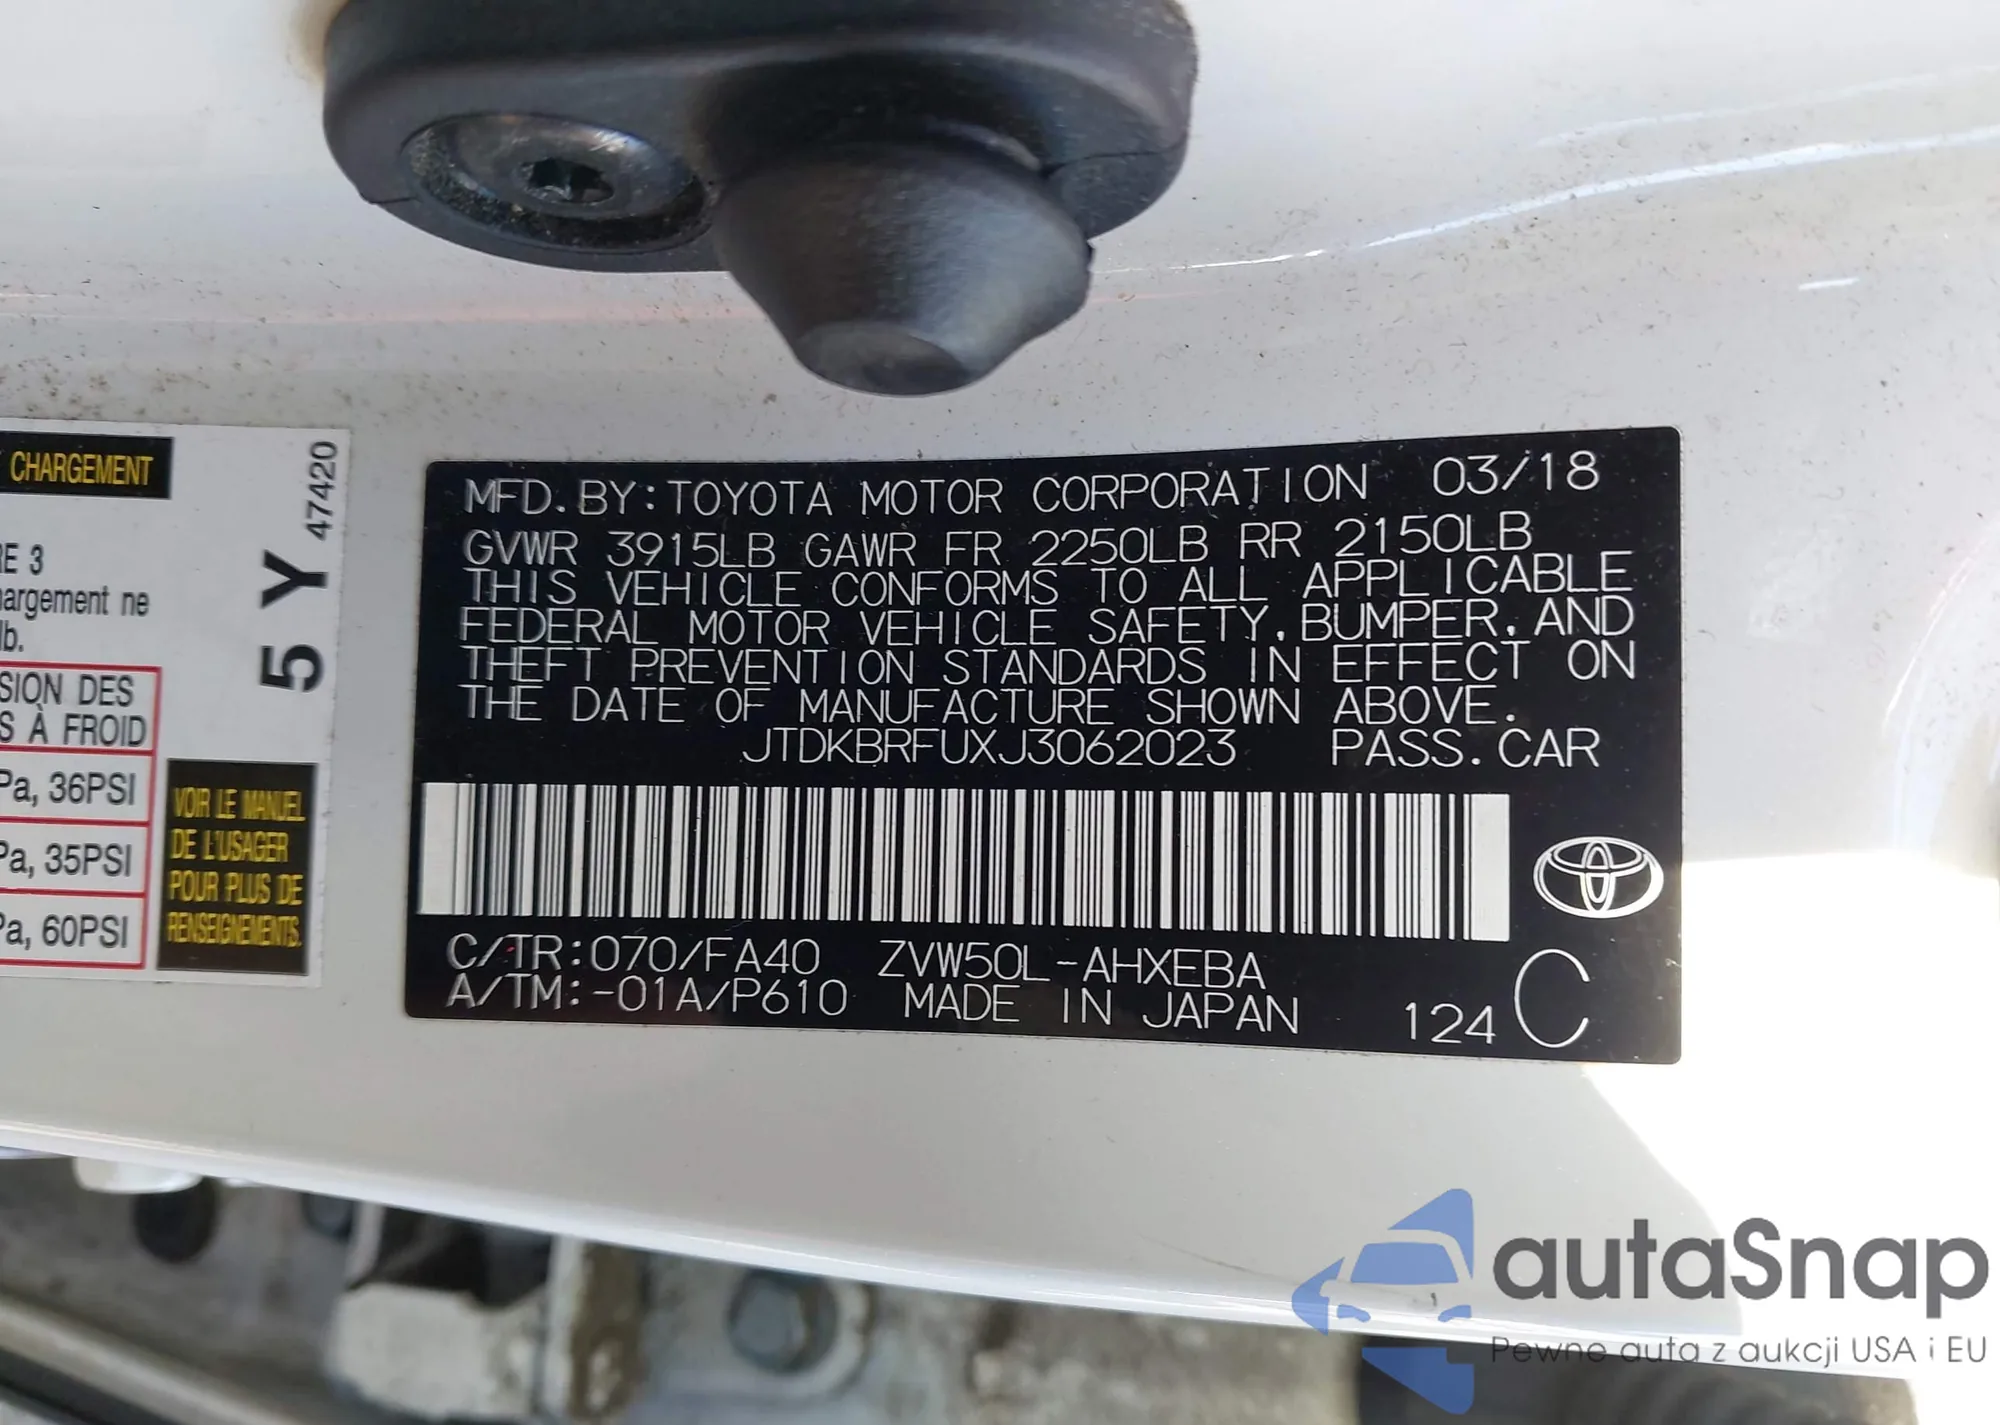 CHARGEMENT
RE 3
hargement ne
lb.
SION DES
S À FROID
Pa, 36PSI
Pa, 35PSI
Pa, 60PSI
5 Y 47420
VOIR LE MANUEL
DE L'USAGER
POUR PLUS DE
RENSEIGNEMENTS.
MFD. BY: TOYOTA MOTOR CORPORATION 03/18
GVWR 3915LB GAWR FR 2250LB RR 2150LB
THIS VEHICLE CONFORMS TO ALL APPLICABLE
FEDERAL MOTOR VEHICLE SAFETY, BUMPER, AND
THEFT PREVENTION STANDARDS IN EFFECT ON
THE DATE OF MANUFACTURE SHOWN ABOVE.
JTDKBRFUXJ3062023 PASS. CAR
C/TR: 070/FA40 ZVW50L-AHXEBA
A/TM: -01A/P610 MADE IN JAPAN 124 C
autaSnap
Pewne auta z aukcji USA i EU